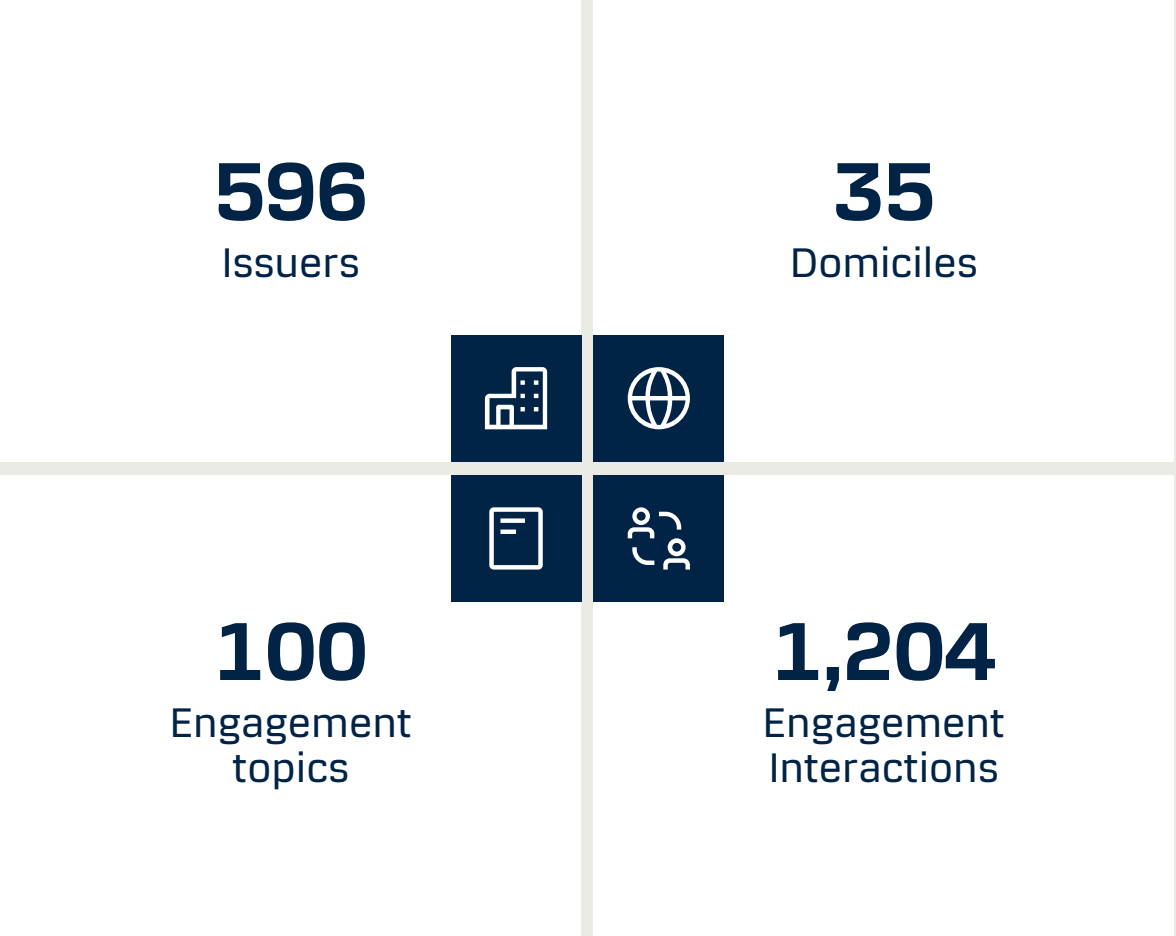 596
Issuers
35
Domiciles
100
Engagement
topics
1,204
Engagement
Interactions